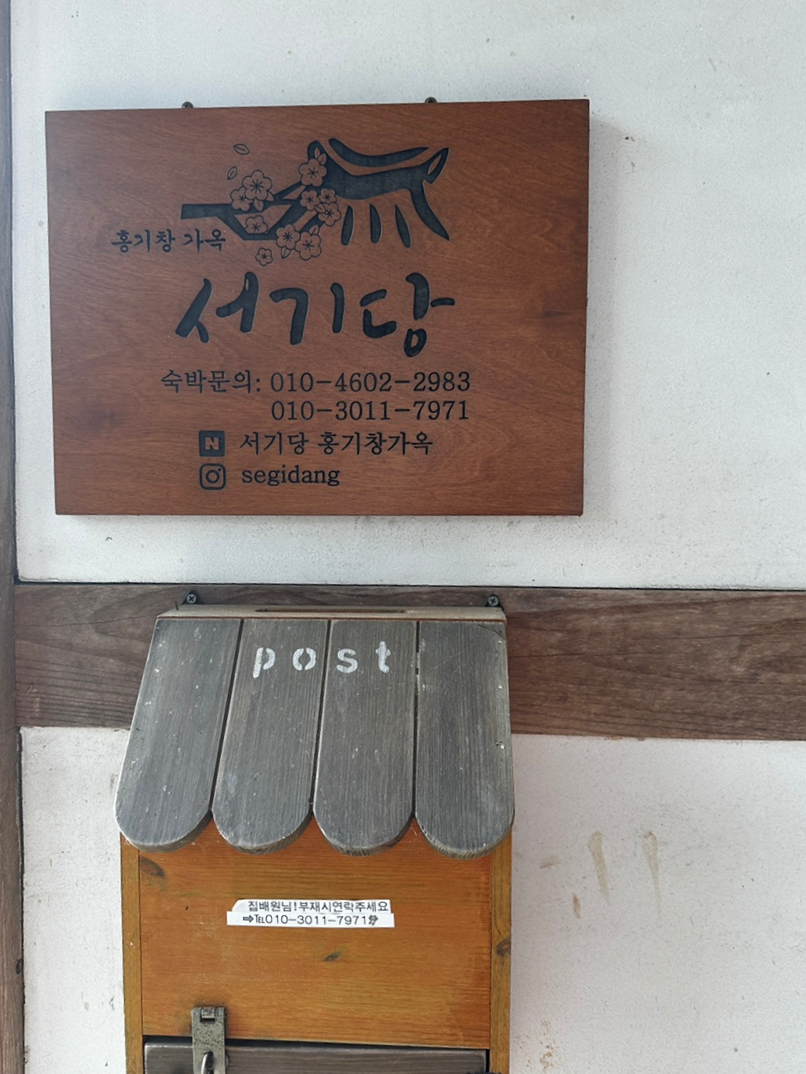 홍기창 가옥
서기당
숙박문의: 010-4602-2983
010-3011-7971
N 서기당 홍기창가옥
segidang
post
집배원님!부재시연락주세요
⇨℡010-3011-7971